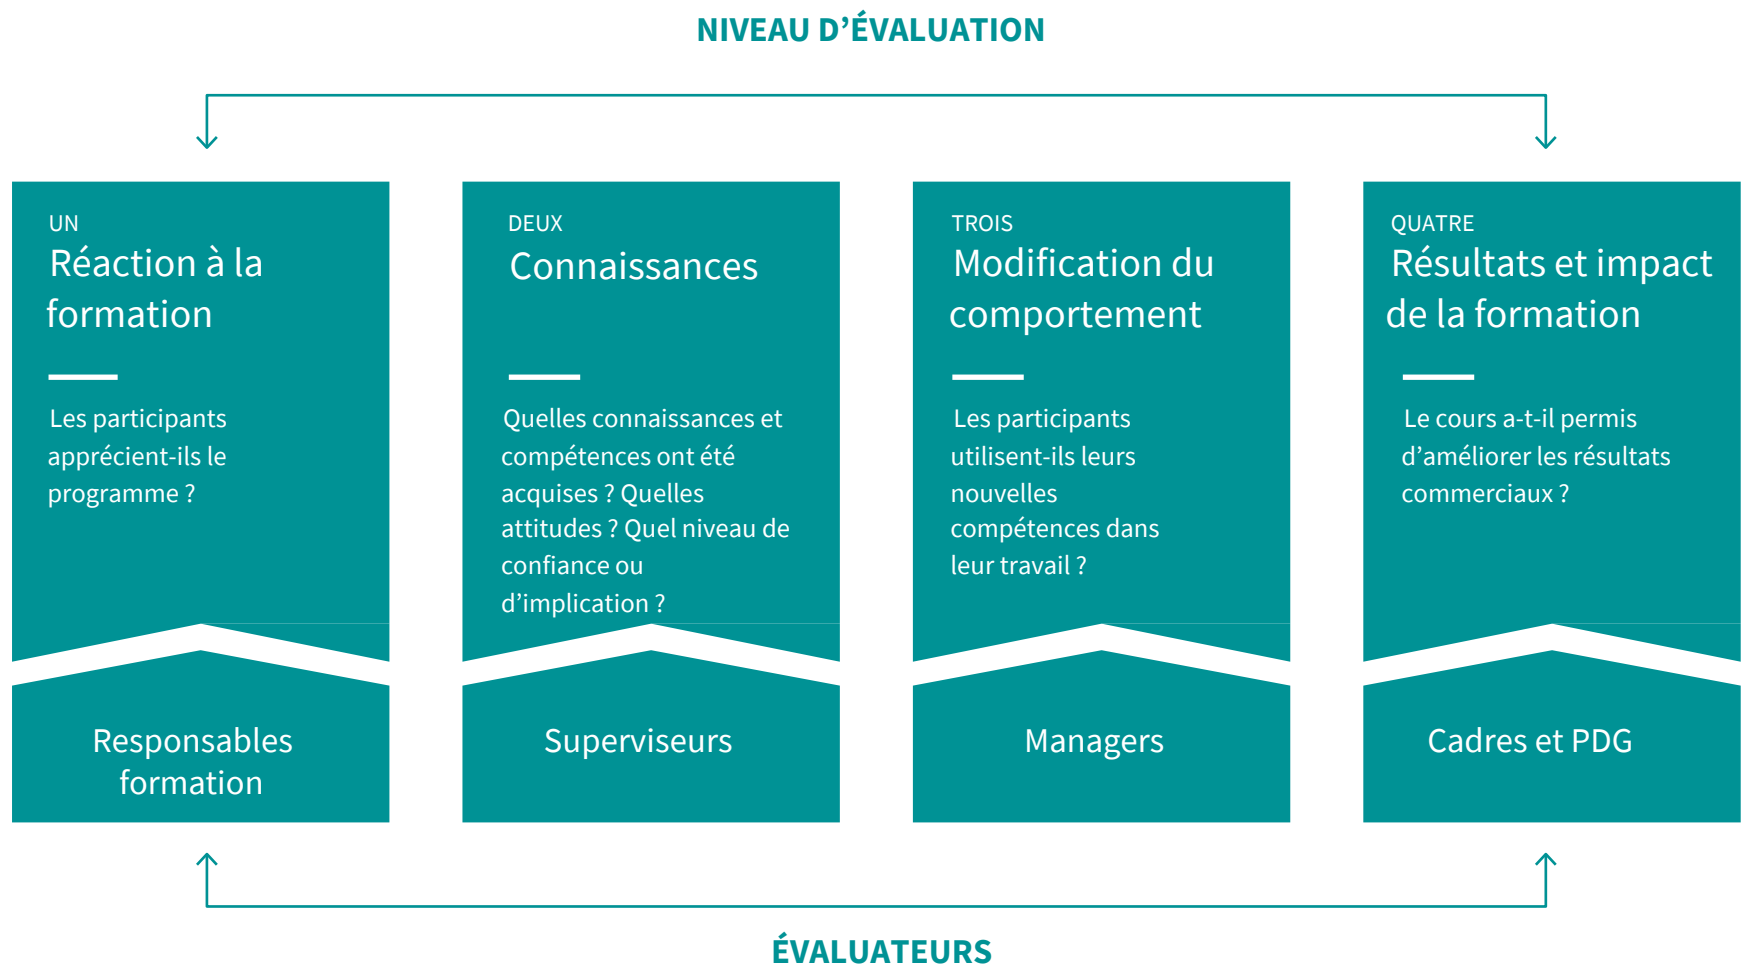 NIVEAU D’ÉVALUATION
UN
Réaction à la
formation
Les participants
apprécient-ils le
programme ?
DEUX
Connaissances
Quelles connaissances et
compétences ont été
acquises ? Quelles
attitudes ? Quel niveau de
confiance ou
d’implication ?
TROIS
Modification du
comportement
Les participants
utilisent-ils leurs
nouvelles
compétences dans
leur travail ?
QUATRE
Résultats et impact
de la formation
Le cours a-t-il permis
d’améliorer les résultats
commerciaux ?
Responsables
formation
Superviseurs
Managers
Cadres et PDG
ÉVALUATEURS